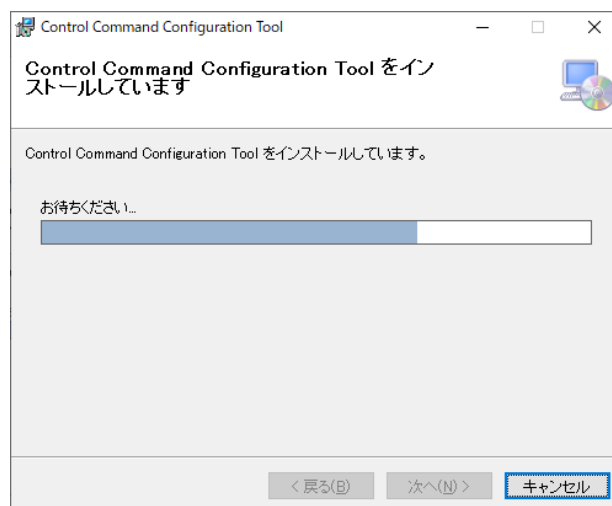 Control Command Configuration Tool
Control Command Configuration Tool をイン
ストールしています
Control Command Configuration Tool をインストールしています。
お待ちください...
< 戻る(B)
次へ(N) >
キャンセル